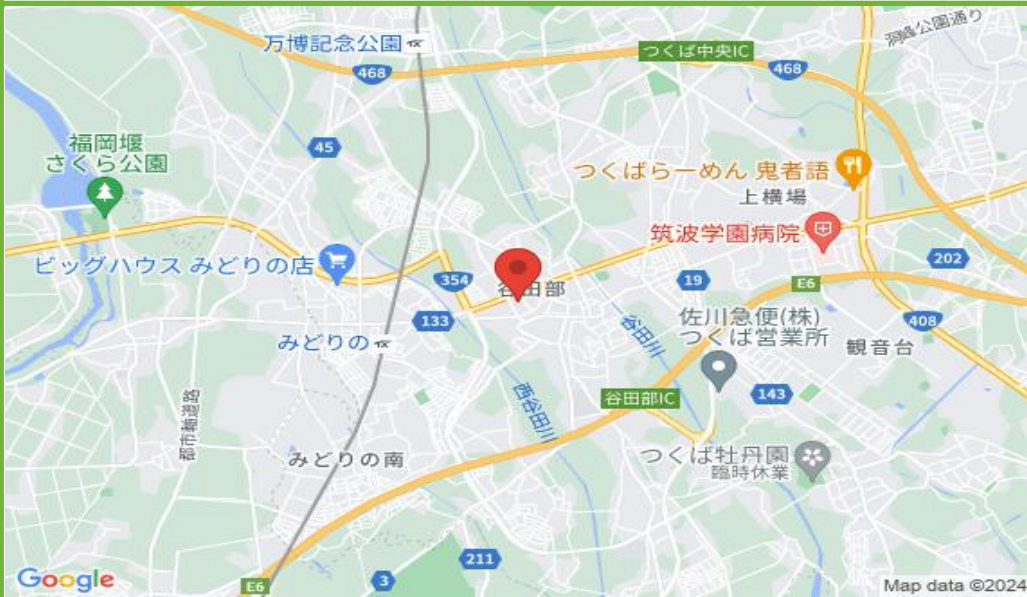 洞峰公園通り
万博記念公園
つくば中央IC
468
468
45
福岡堰
さくら公園
つくばらーめん 鬼者語
上横場
筑波学園病院
ビッグハウス みどりの店
354
谷田部
19
E6
202
133
谷田川
佐川急便(株)
つくば営業所
408
みどりの
観音台
西谷田川
谷田部IC
143
都市軸道路
みどりの南
つくば牡丹園
臨時休業
211
Google
E6
3
Map data ©2024